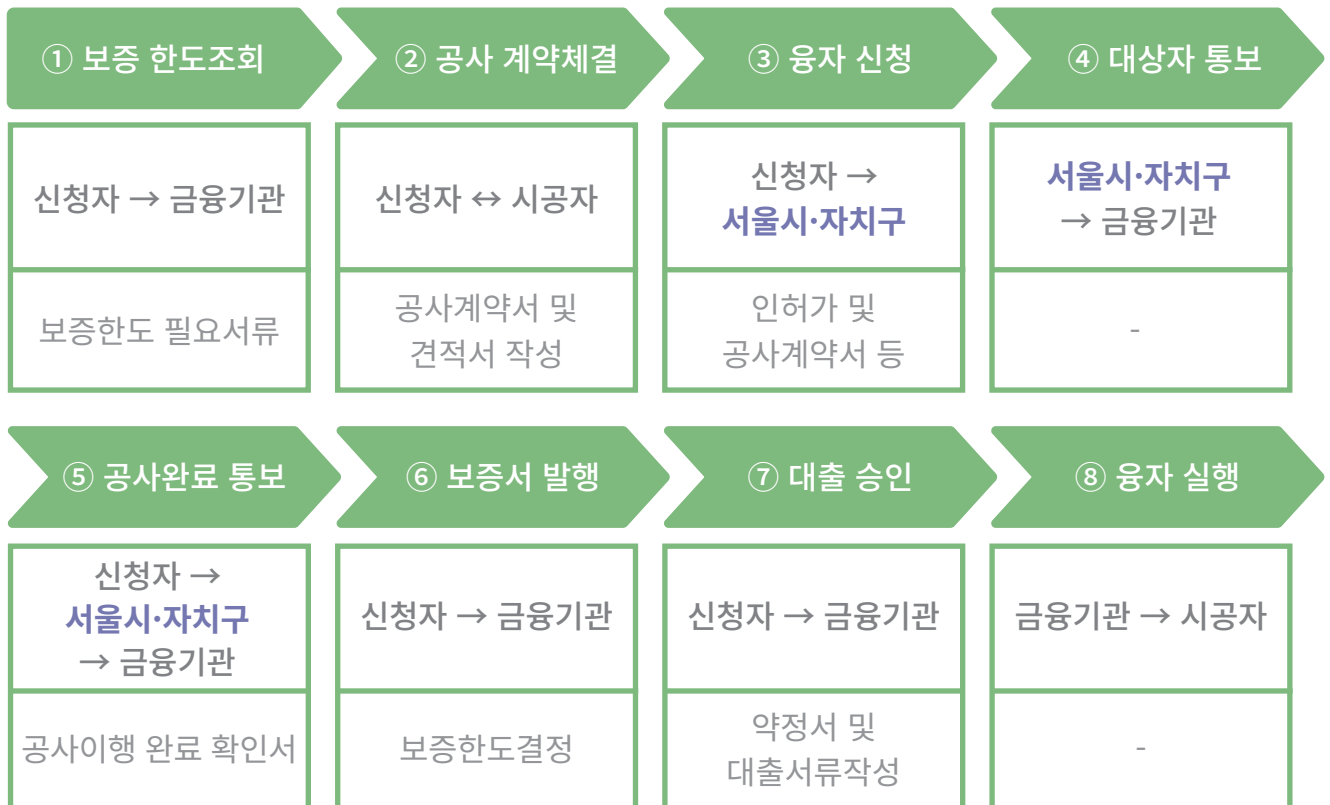 ① 보증 한도조회
② 공사 계약체결
③ 융자 신청
④ 대상자 통보
신청자 → 금융기관
신청자 ↔ 시공자
신청자 →
서울시·자치구
서울시·자치구
→ 금융기관
보증한도 필요서류
공사계약서 및
견적서 작성
인허가 및
공사계약서 등
-
⑤ 공사완료 통보
⑥ 보증서 발행
⑦ 대출 승인
⑧ 융자 실행
신청자 →
서울시·자치구
→ 금융기관
신청자 → 금융기관
신청자 → 금융기관
금융기관 → 시공자
공사이행 완료 확인서
보증한도결정
약정서 및
대출서류작성
-